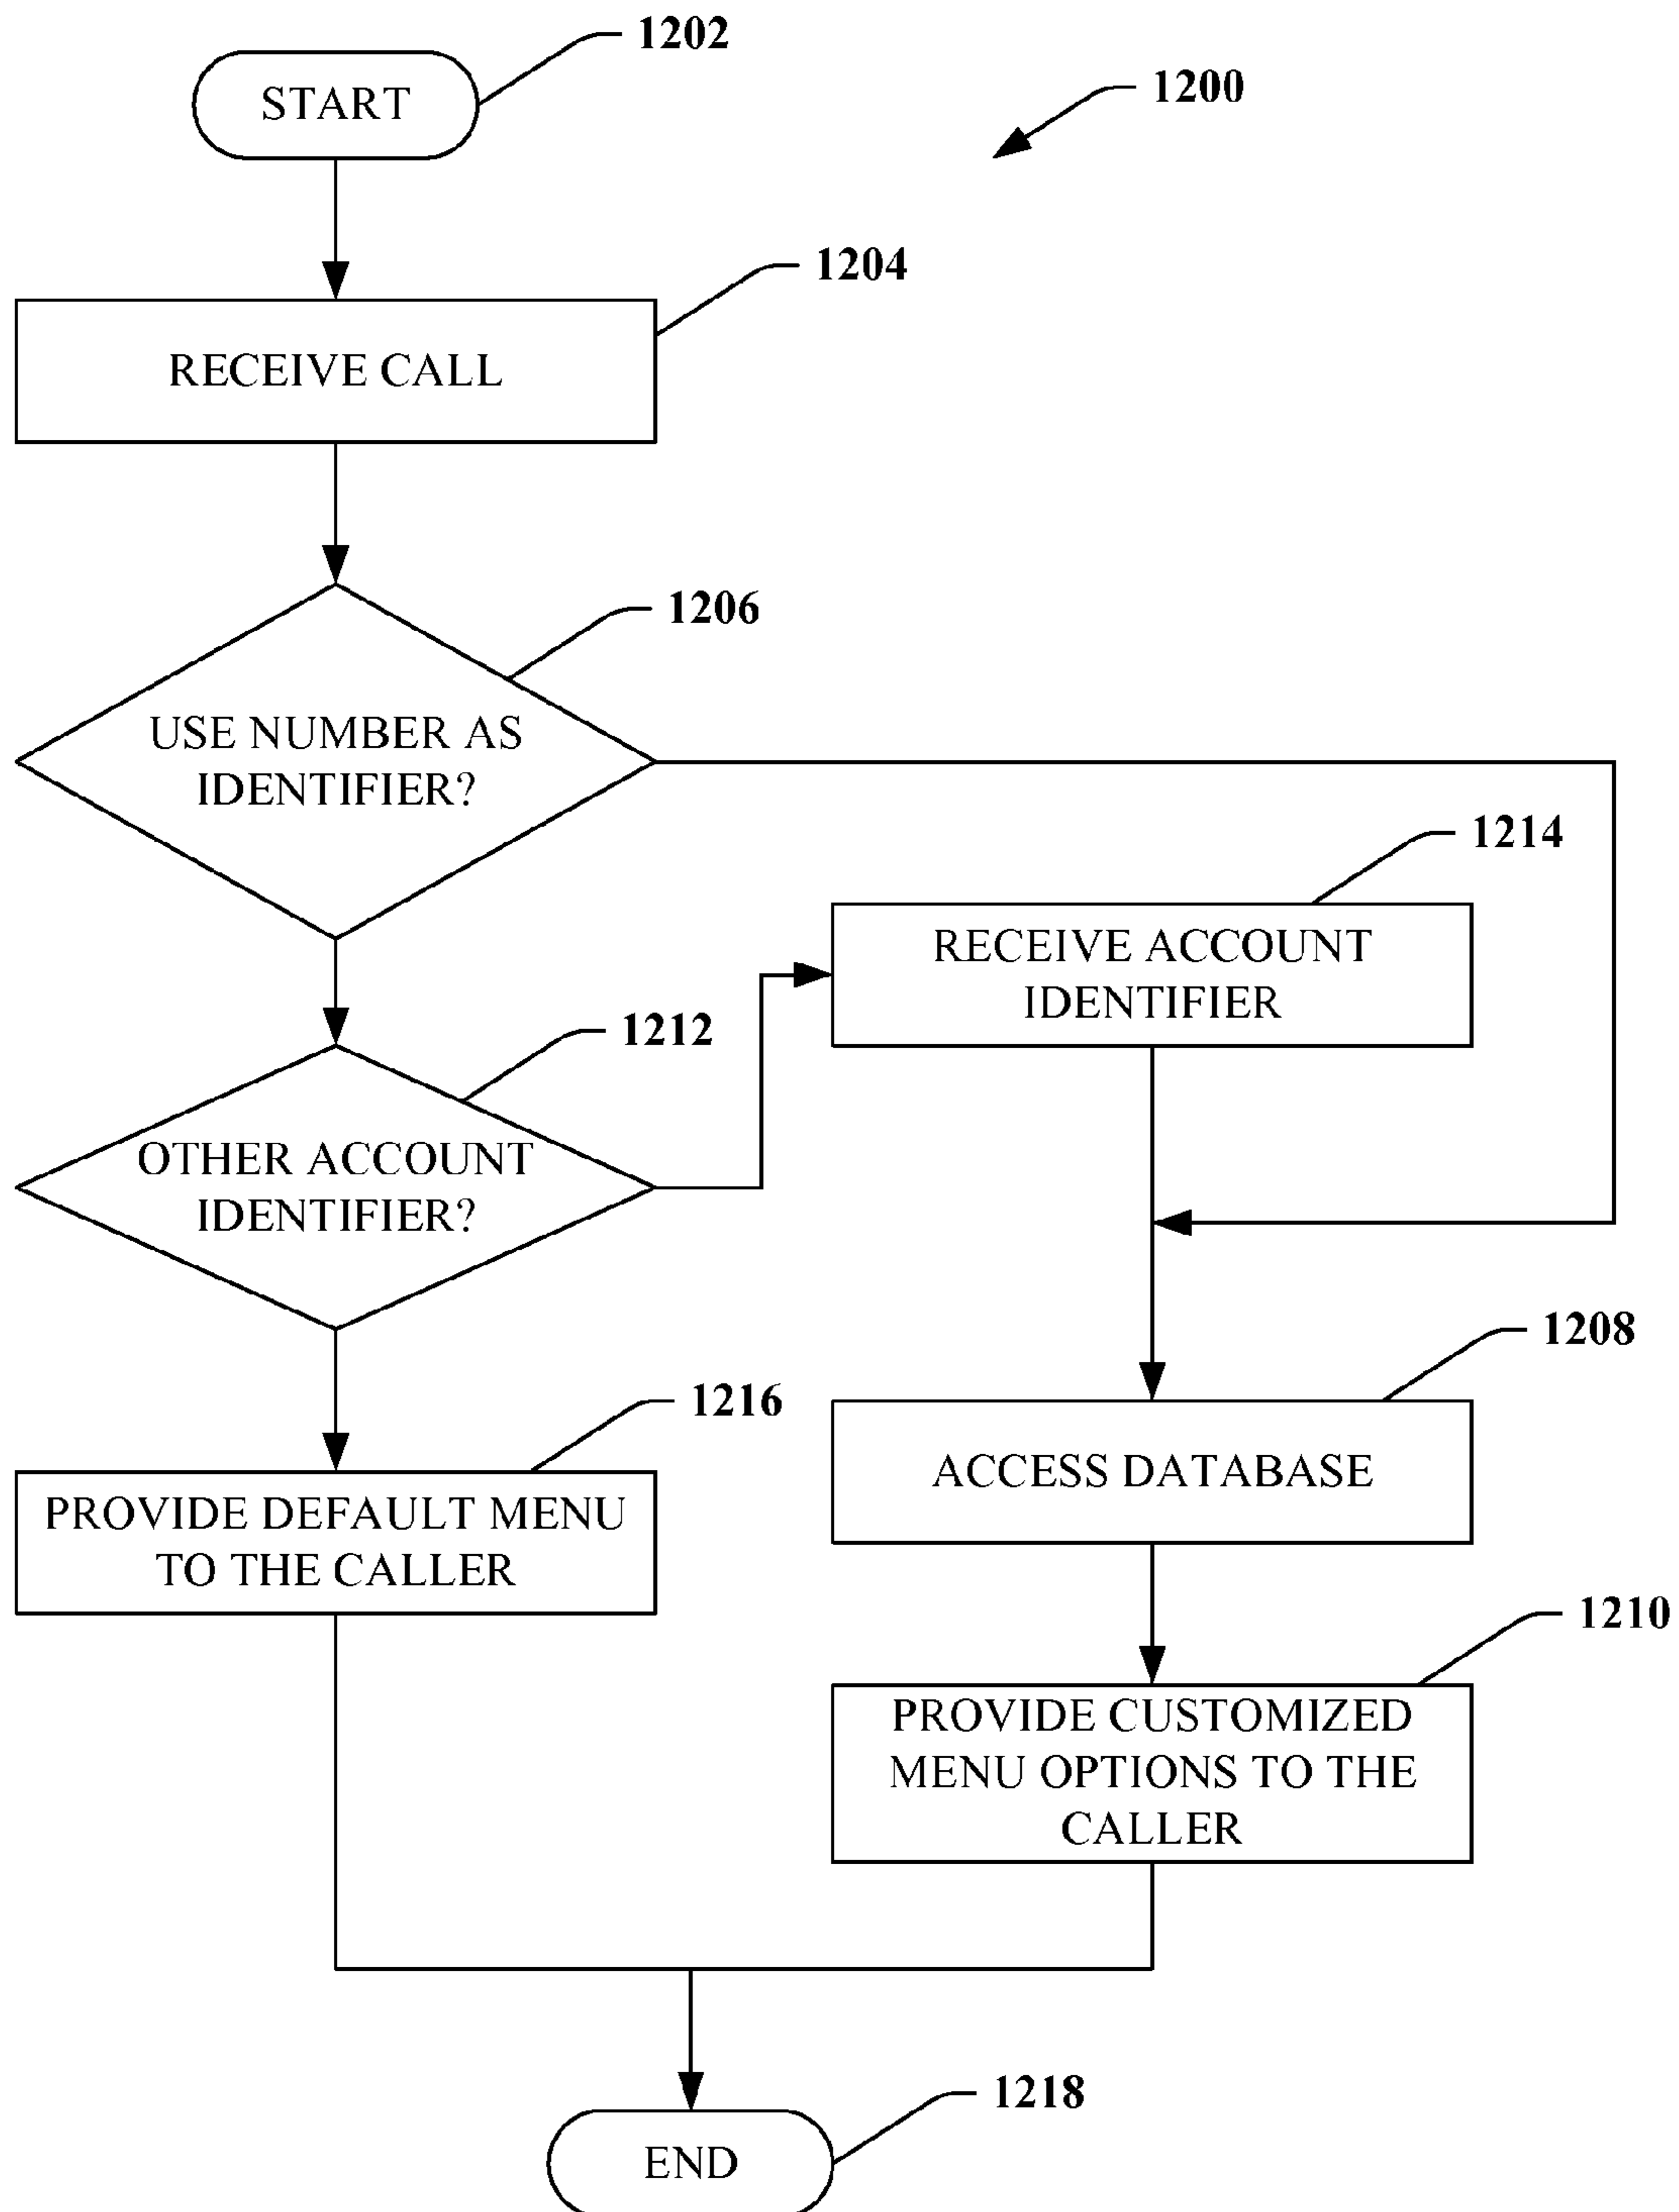 1202
START
1200
1204
RECEIVE CALL
1206
USE NUMBER AS
IDENTIFIER?
1214
RECEIVE ACCOUNT
IDENTIFIER
1212
OTHER ACCOUNT
IDENTIFIER?
1208
1216
ACCESS DATABASE
PROVIDE DEFAULT MENU
TO THE CALLER
1210
PROVIDE CUSTOMIZED
MENU OPTIONS TO THE
CALLER
1218
END